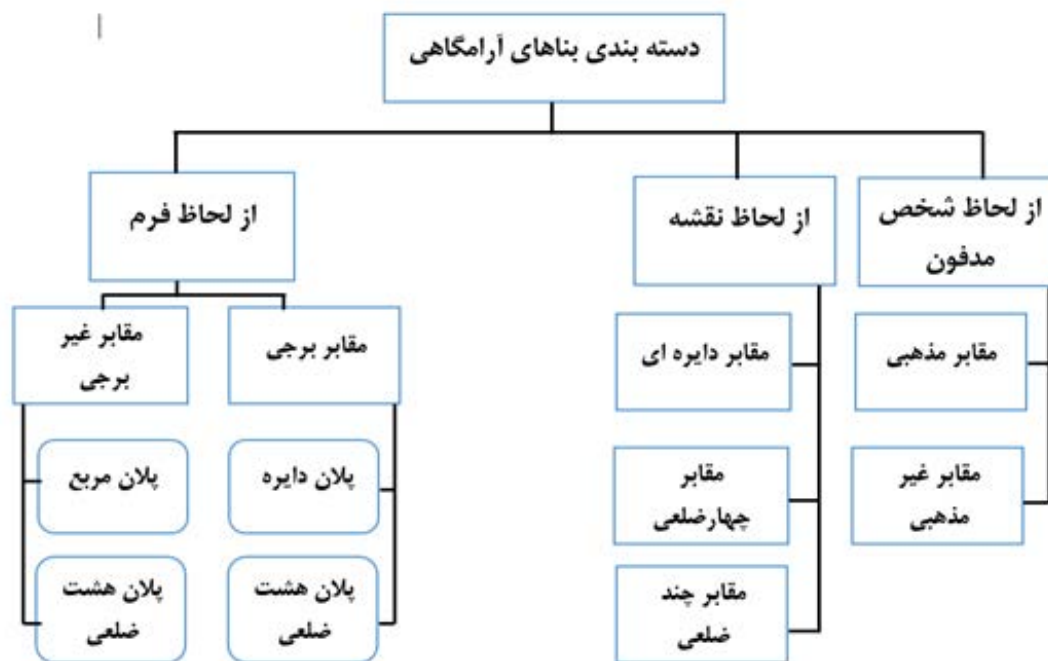 دسته بندی بناهای آرامگاهی
از لحاظ شخص
مدفون
مقابر مذهبی
مقابر غیر
مذهبی
از لحاظ نقشه
مقابر دایره ای
مقابر
چهارضلعی
مقابر چند
ضلعی
از لحاظ فرم
مقابر برجی
پلان دایره
پلان هشت
ضلعی
مقابر غیر
برجی
پلان مربع
پلان هشت
ضلعی